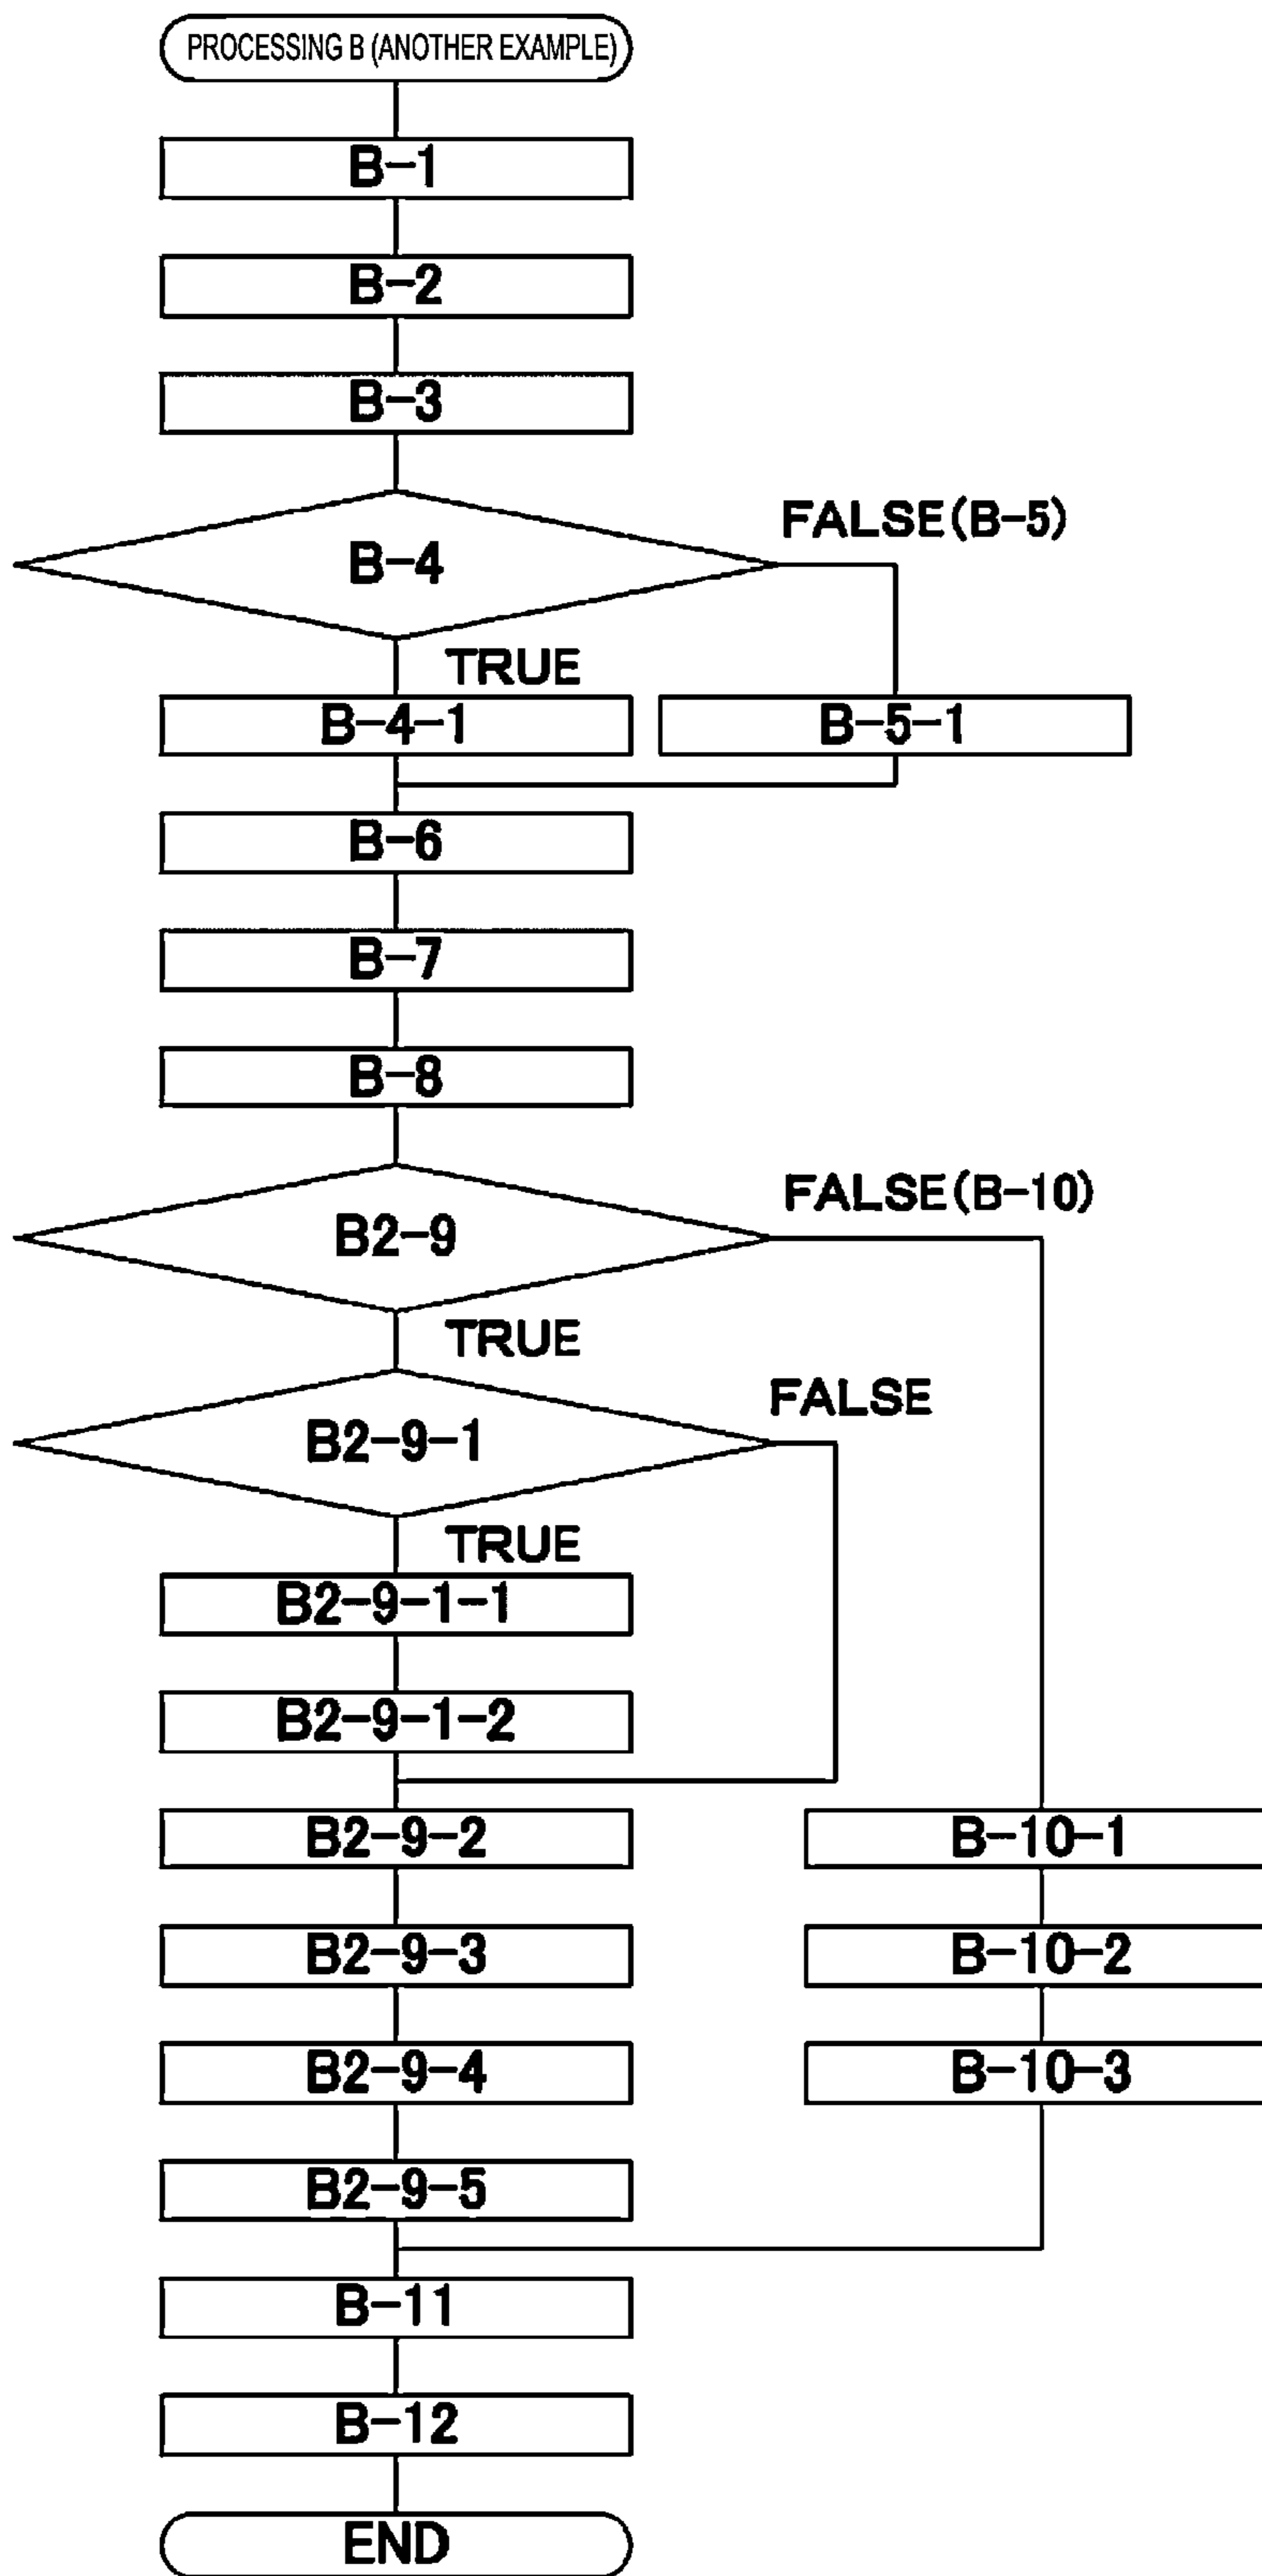 PROCESSING B (ANOTHER EXAMPLE)
B-1
B-2
B-3
FALSE(B-5)
B-4
TRUE
B-4-1
B-5-1
B-6
B-7
B-8
FALSE(B-10)
B2-9
TRUE
FALSE
B2-9-1
TRUE
B2-9-1-1
B2-9-1-2
B2-9-2
B-10-1
B2-9-3
B-10-2
B2-9-4
B-10-3
B2-9-5
B-11
B-12
END